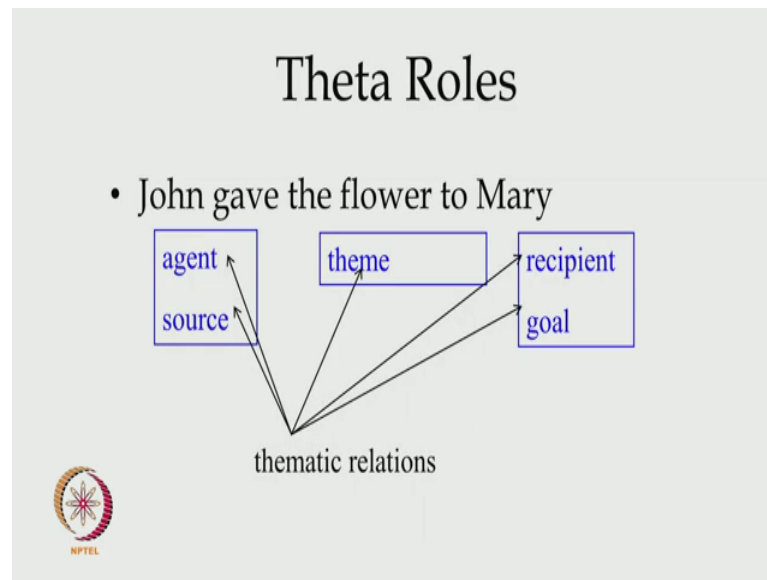 Theta Roles
• John gave the flower to Mary
agent theme recipient
source goal
thematic relations
NPTEL